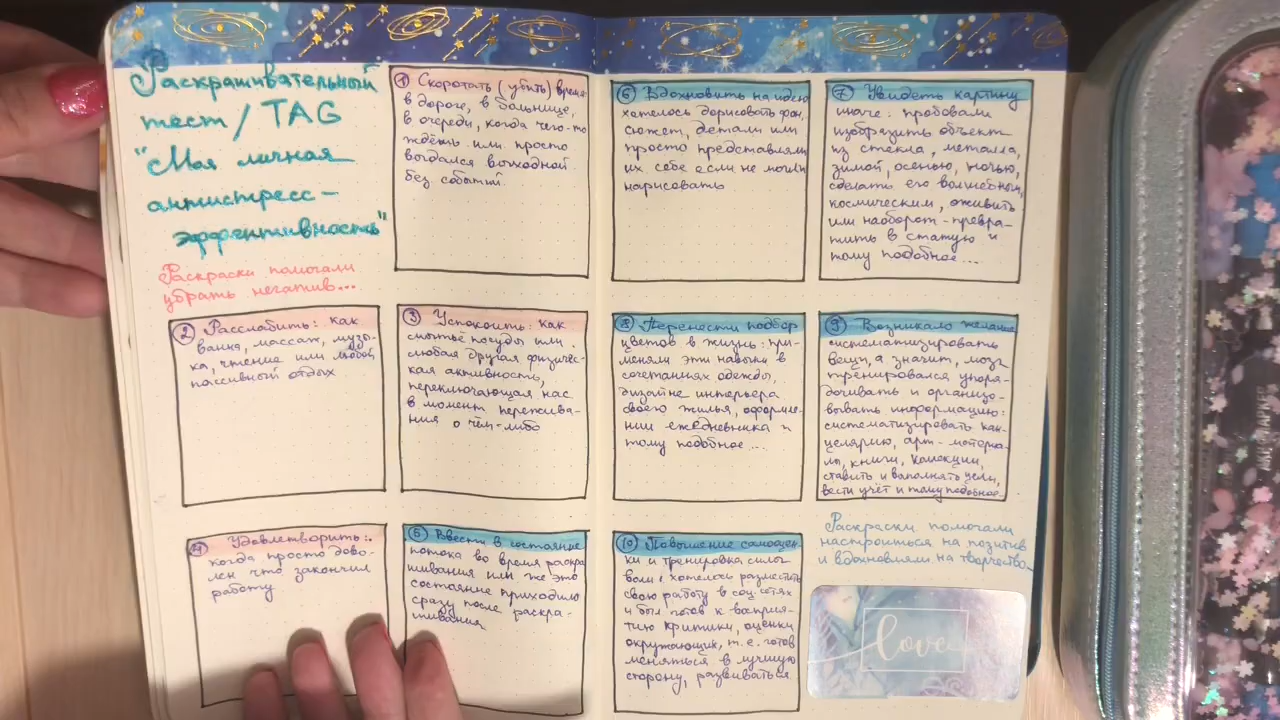 Раскрашивательный
тест / TAG
"Моя личная
антистресс –
эффективность"
Раскраски помогали
убрать негатив...
① Скоротать (убить) время
в дороге, в больнице,
в очереди, когда чего-то
ждёшь или просто
выдался выходной
без событий.
② Расслабить: как
ванна, массаж, музы-
ка, чтение или любой
пассивный отдых
③ Успокоить: как
смытьё посуды или
любая другая физичес-
кая активность,
переключающая нас
в момент пережива-
ния о чём-либо
④ Удовлетворить:
когда просто дово-
лен что закончил
работу
⑤ Ввести в состояние
потока во время раскра
шивания или же это
состояние приходило
сразу после раскра-
шивания
⑥ Вдохновить на идею
хотелось дорисовать фон,
сюжет, детали или
просто представляли
их себе если не могли
нарисовать
⑦ Увидеть картину
иначе: пробовали
изобразить объект
из стекла, металла,
зимой, осенью, ночью,
сделать его волшебным,
космическим, оживить
или наоборот - превра-
тить в статую и
тому подобное...
⑧ Перенести подбор
цветов в жизнь: при-
меняли эти навыки в
сочетаниях одежды,
дизайне интерьера
своего жилья, оформле-
нии ежедневника и
тому подобное...
⑨ Возникало желание
систематизировать
вещи, а значит, мозг
тренировался упоря-
дочивать и организо-
вывать информацию:
систематизировать кан-
целярию, арт-материа-
лы, книги, колекции,
ставить и выполнять цели,
вести учёт и тому подобное.
⑩ Повышение самооцен
ки и тренировка силы
воли: хотелось разместить
свою работу в соц. сетях
и был готов к восприя-
тию критики, оценки
окружающих, т.е. готов
меняться в лучшую
сторону, развиваться
Раскраски помогали
настроиться на позитив
и вдохновляли на творчество...
love